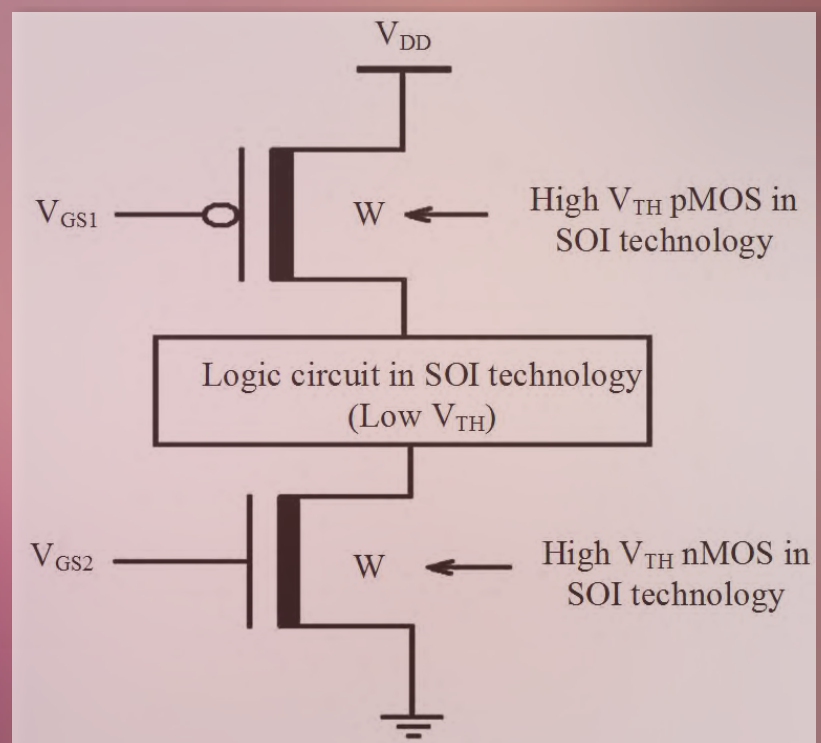 V_DD
V_GS1
W
High V_TH pMOS in
SOI technology
Logic circuit in SOI technology
(Low V_TH)
V_GS2
W
High V_TH nMOS in
SOI technology